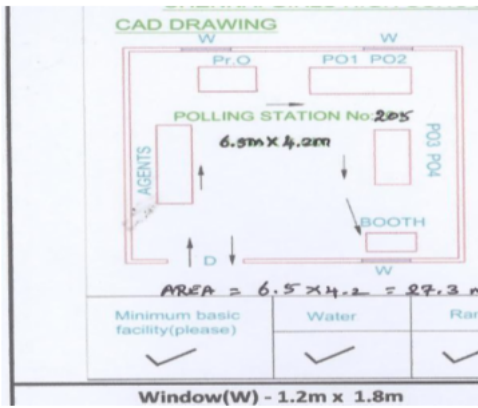 CAD DRAWING
W W
Pr.O PO1 PO2
POLLING STATION No: 205
6.5m X 4.2m
AGENTS
PO3 PO4
BOOTH
D
W
AREA = 6.5 X 4.2 = 27.3
Minimum basic facility(please)
Water
Window(W) - 1.2m x 1.8m